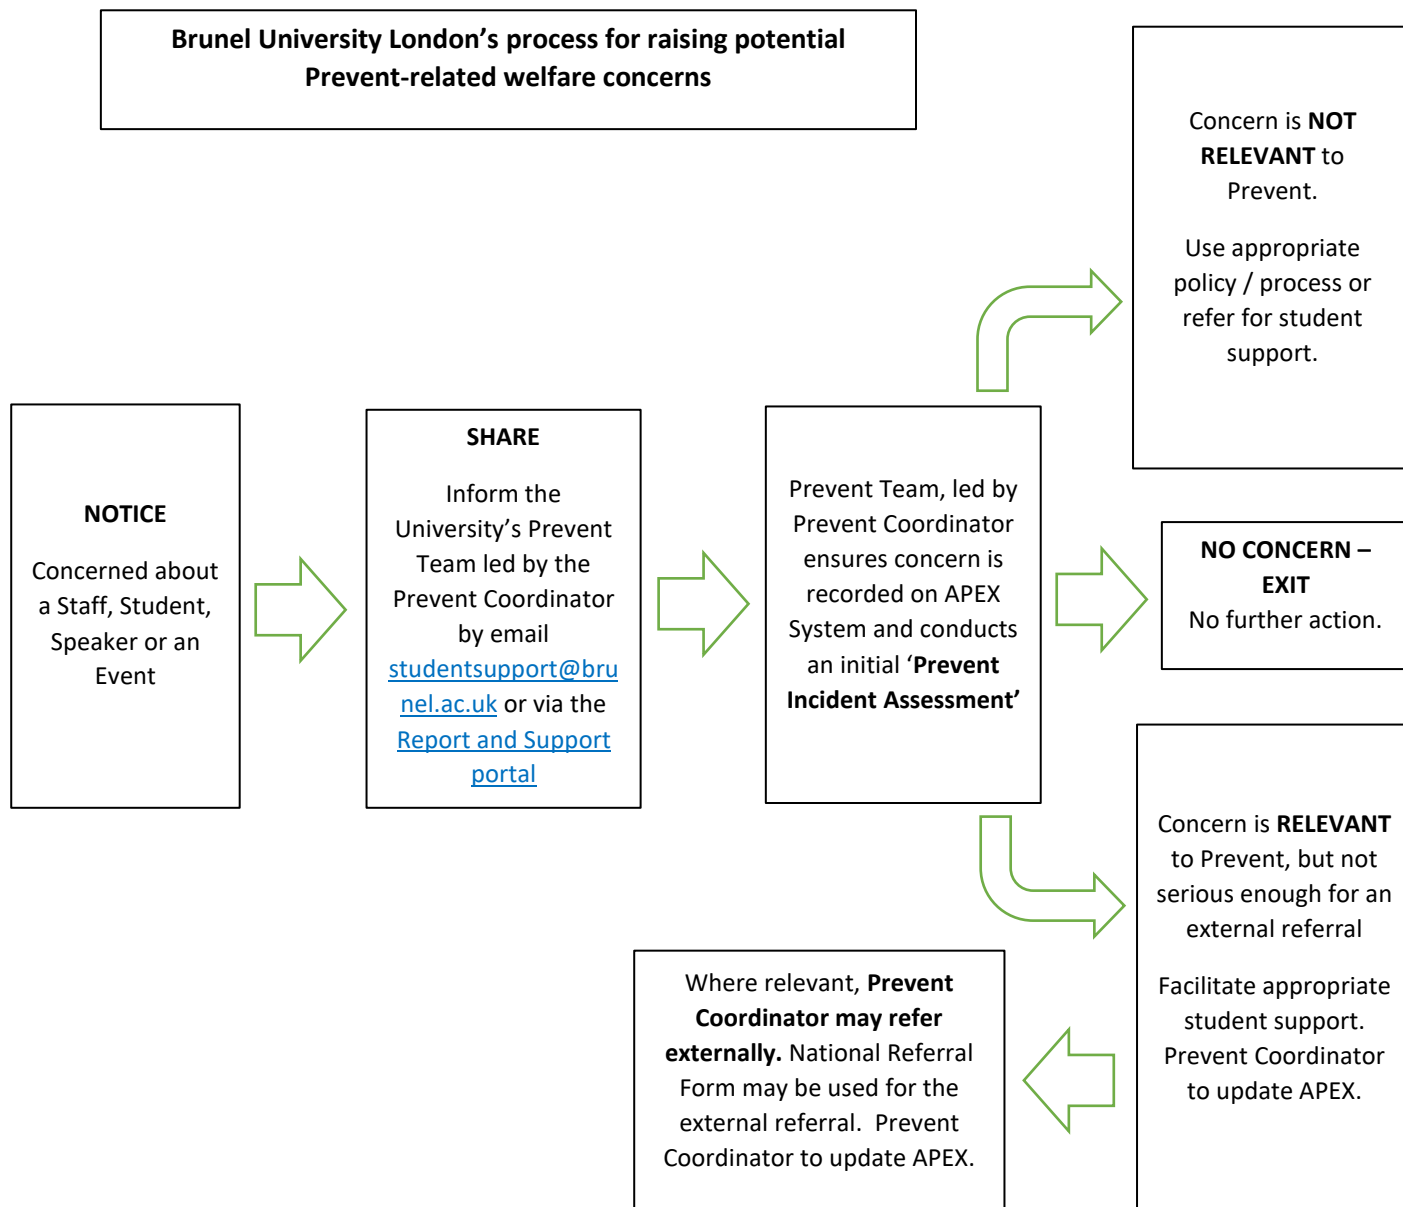 Brunel University London’s process for raising potential
Prevent-related welfare concerns
NOTICE
Concerned about
a Staff, Student,
Speaker or an
Event
SHARE
Inform the
University’s Prevent
Team led by the
Prevent Coordinator
by email
studentsupport@bru
nel.ac.uk or via the
Report and Support
portal
Prevent Team, led by
Prevent Coordinator
ensures concern is
recorded on APEX
System and conducts
an initial ‘Prevent
Incident Assessment’
Concern is NOT
RELEVANT to
Prevent.
Use appropriate
policy / process or
refer for student
support.
NO CONCERN –
EXIT
No further action.
Concern is RELEVANT
to Prevent, but not
serious enough for an
external referral
Facilitate appropriate
student support.
Prevent Coordinator
to update APEX.
Where relevant, Prevent
Coordinator may refer
externally. National Referral
Form may be used for the
external referral.  Prevent
Coordinator to update APEX.